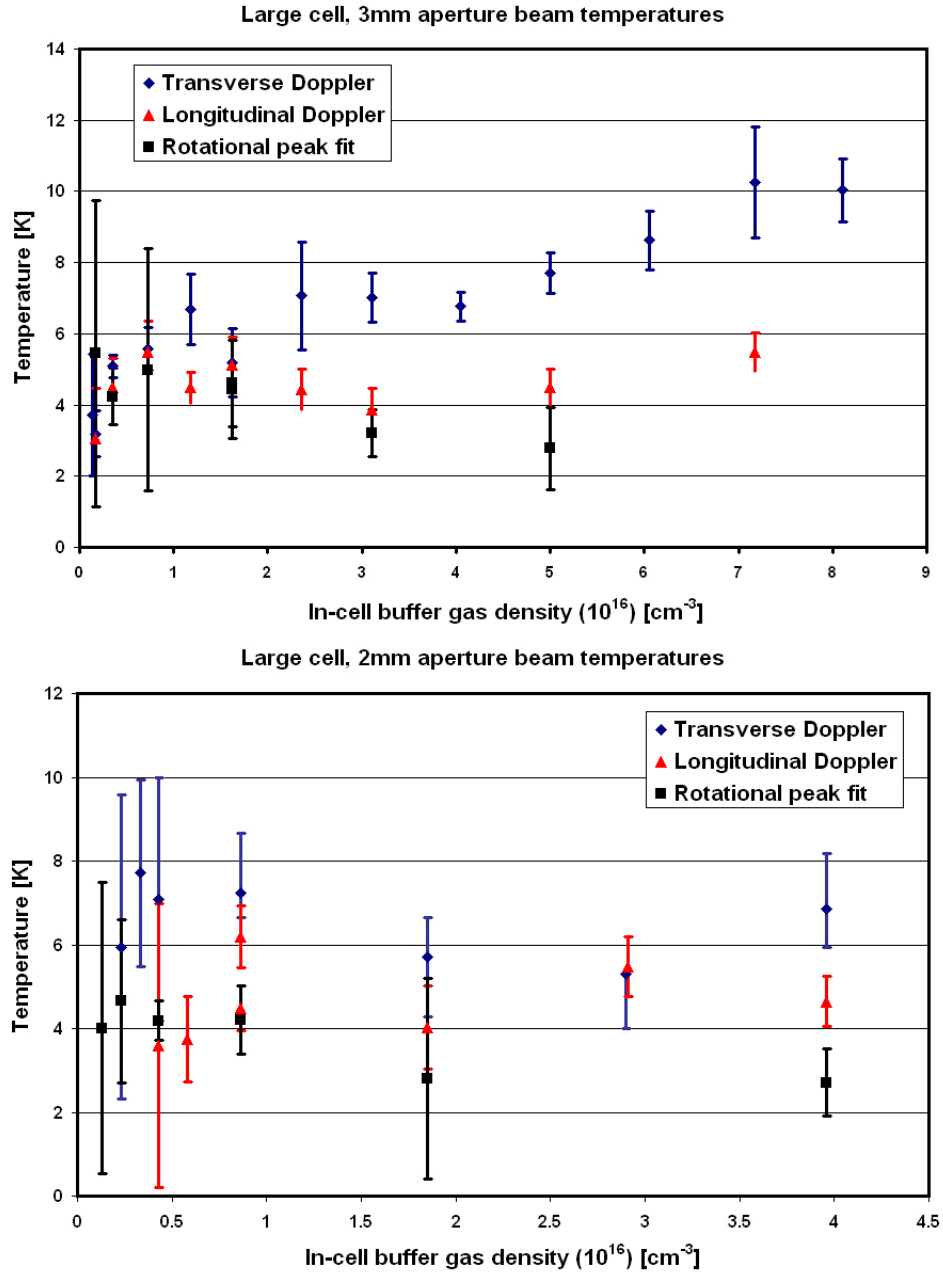 Large cell, 3mm aperture beam temperatures
14
12
10
8
6
4
2
0
Temperature [K]
Transverse Doppler
Longitudinal Doppler
Rotational peak fit
0 1 2 3 4 5 6 7 8 9
In-cell buffer gas density (10¹⁶) [cm⁻³]
Large cell, 2mm aperture beam temperatures
12
10
8
6
4
2
0
Temperature [K]
Transverse Doppler
Longitudinal Doppler
Rotational peak fit
0 0.5 1 1.5 2 2.5 3 3.5 4 4.5
In-cell buffer gas density (10¹⁶) [cm⁻³]